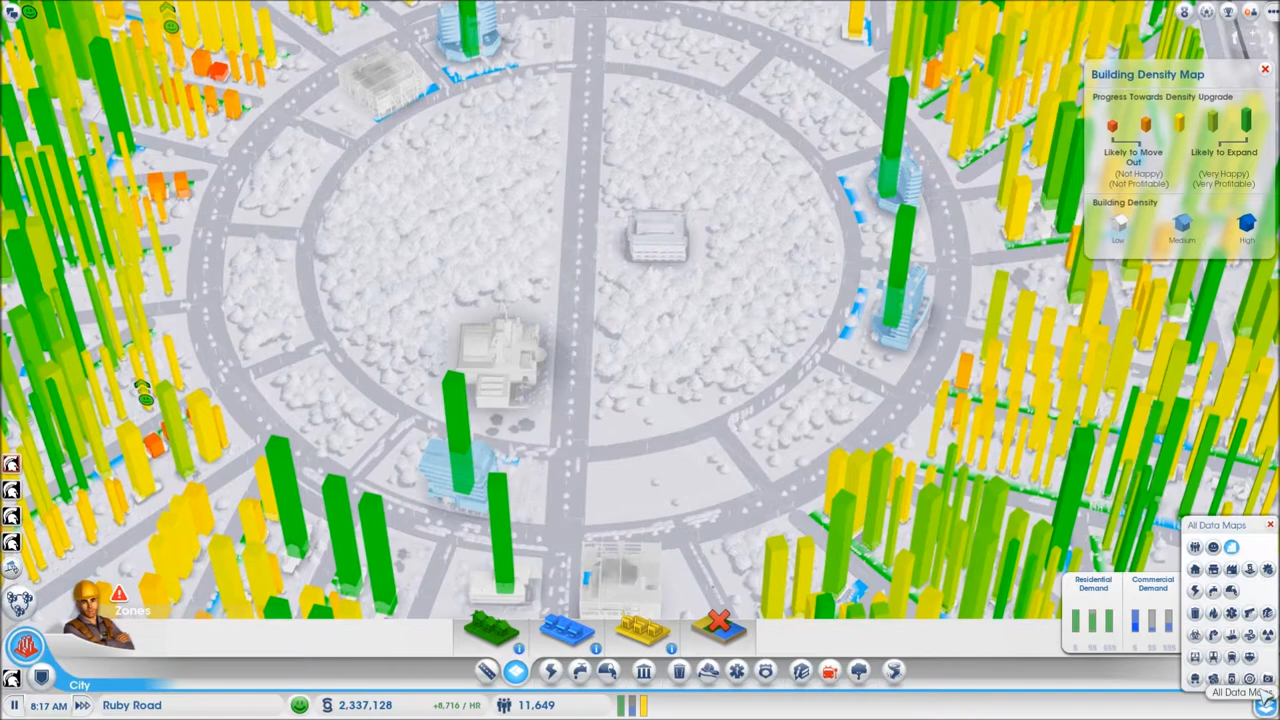 Building Density Map
Progress Towards Density Upgrade
Likely to Move Out
Likely to Expand
(Not Happy)
(Not Profitable)
(Very Happy)
(Very Profitable)
Building Density
Low
Medium
High
All Data Maps
Residential Demand
Commercial Demand
$ $$ $$$
$ $$ $$$
Zones
City
All Data Maps
8:17 AM
Ruby Road
2,337,128
+8,716 / HR
11,649